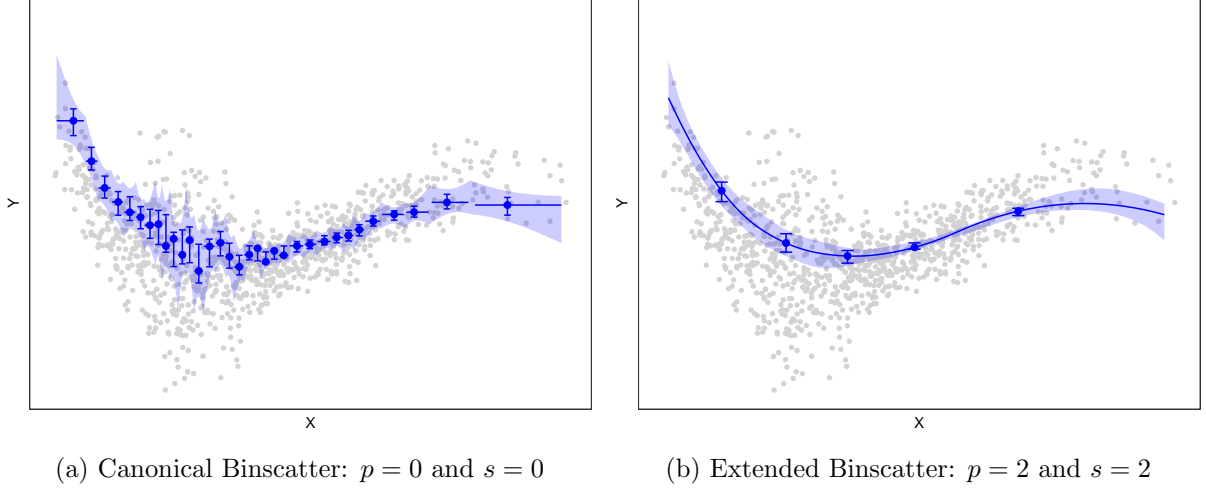 Y
X
Y
X
(a) Canonical Binscatter: p = 0 and s = 0
(b) Extended Binscatter: p = 2 and s = 2